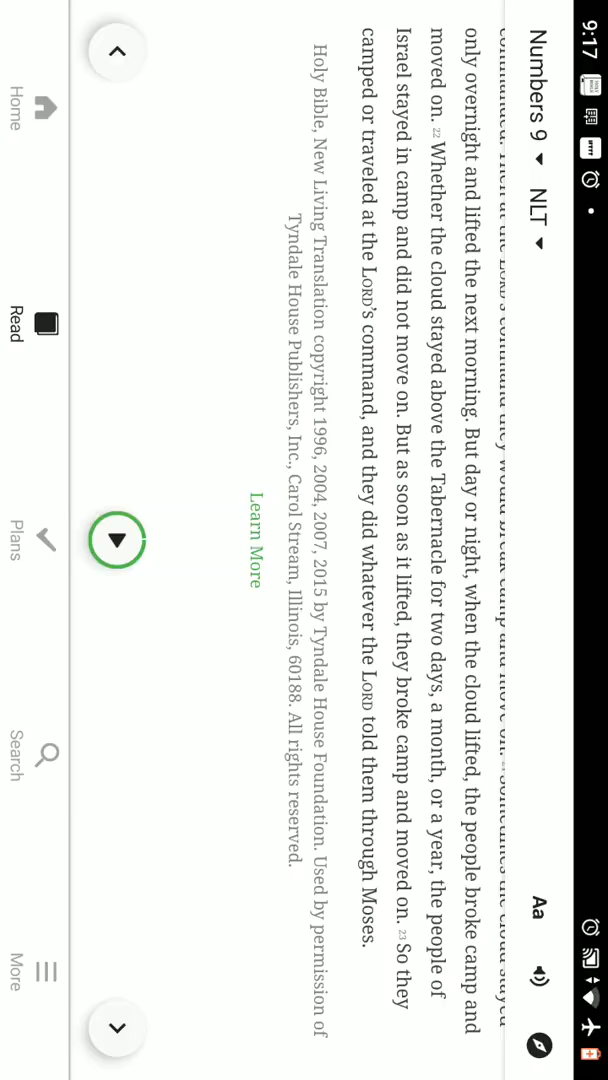 9:17
Numbers 9 NLT Aa
only overnight and lifted the next morning. But day or night, when the cloud lifted, the people broke camp and
moved on. 22 Whether the cloud stayed above the Tabernacle for two days, a month, or a year, the people of
Israel stayed in camp and did not move on. But as soon as it lifted, they broke camp and moved on. 23 So they
camped or traveled at the LORD's command, and they did whatever the LORD told them through Moses.
Holy Bible, New Living Translation copyright 1996, 2004, 2007, 2015 by Tyndale House Foundation. Used by permission of
Tyndale House Publishers, Inc., Carol Stream, Illinois, 60188. All rights reserved.
Learn More
Home Read Plans Search More